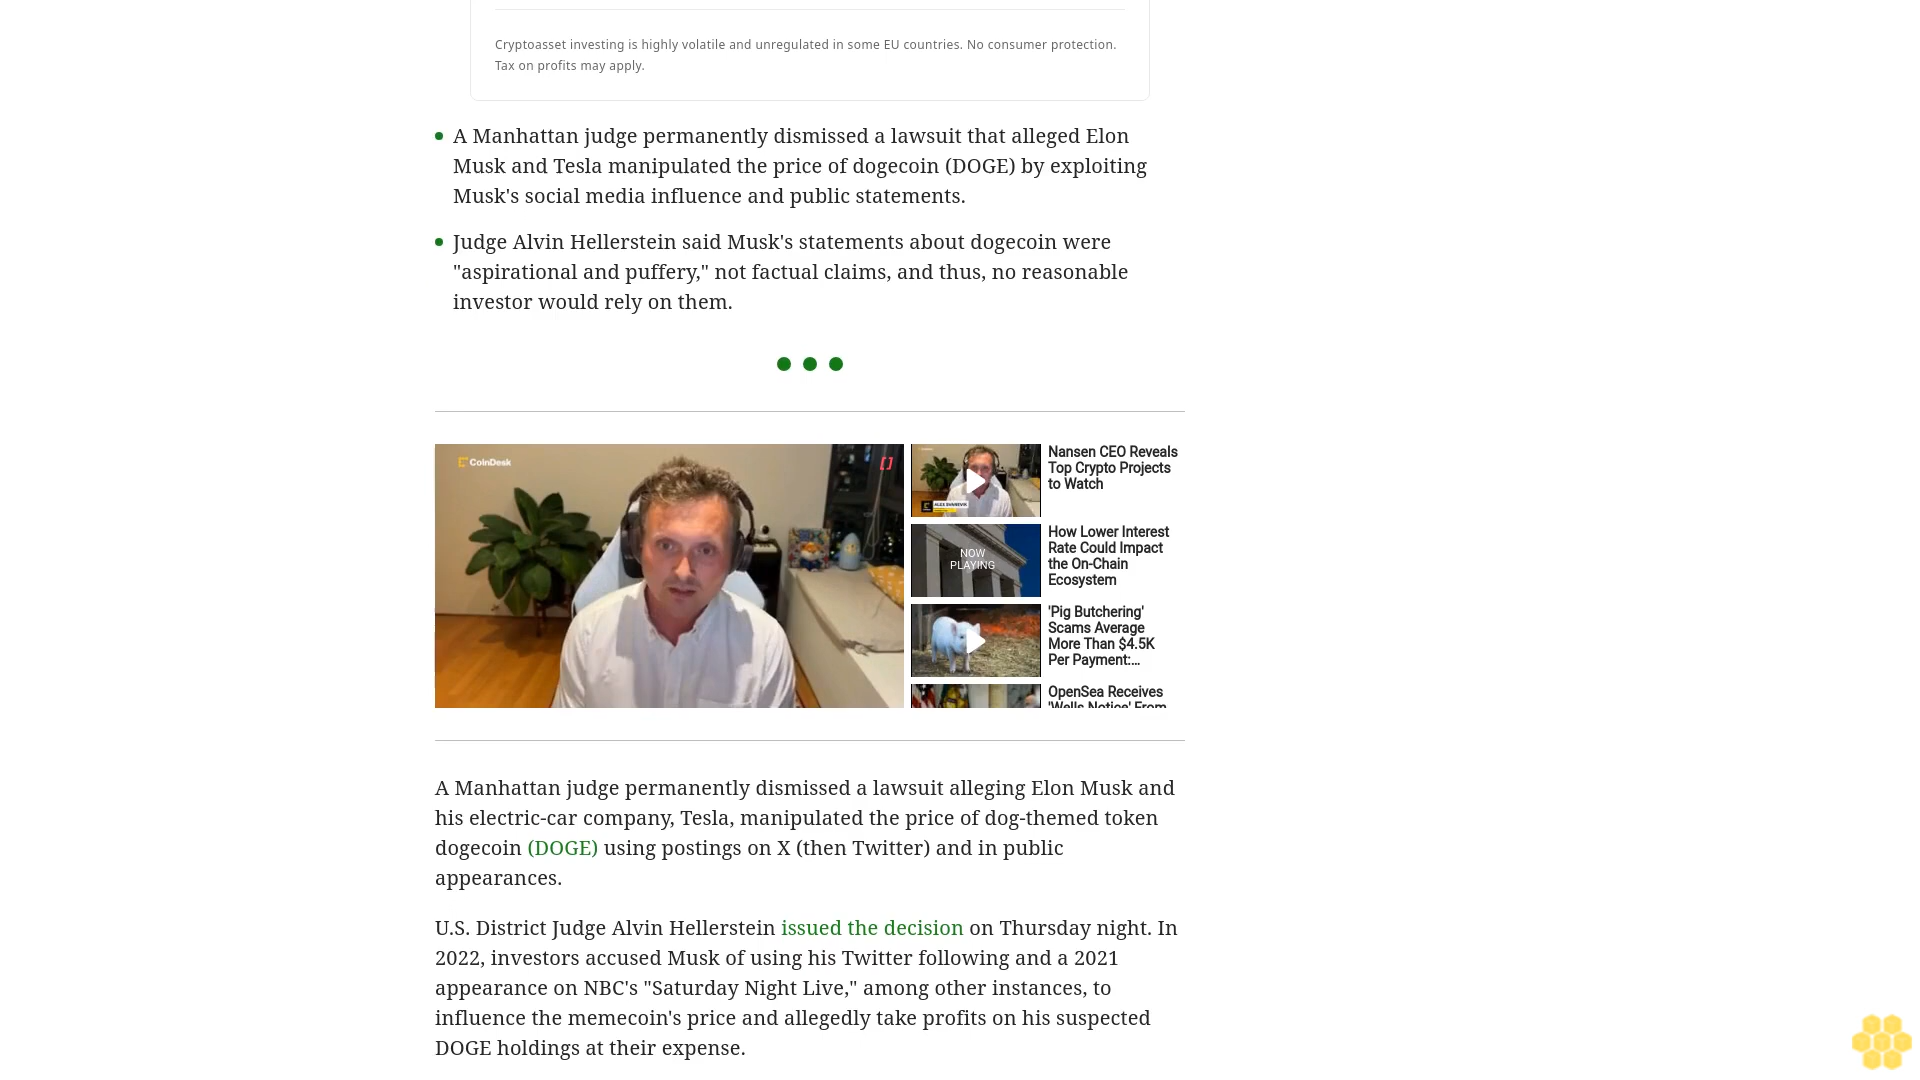 Cryptoasset investing is highly volatile and unregulated in some EU countries. No consumer protection.
Tax on profits may apply.
A Manhattan judge permanently dismissed a lawsuit that alleged Elon
Musk and Tesla manipulated the price of dogecoin (DOGE) by exploiting
Musk's social media influence and public statements.
Judge Alvin Hellerstein said Musk's statements about dogecoin were
"aspirational and puffery," not factual claims, and thus, no reasonable
investor would rely on them.
CoinDesk
Nansen CEO Reveals
Top Crypto Projects
to Watch
NOW
PLAYING
How Lower Interest
Rate Could Impact
the On-Chain
Ecosystem
'Pig Butchering'
Scams Average
More Than $4.5K
Per Payment:...
OpenSea Receives
'Wells Notice' From
A Manhattan judge permanently dismissed a lawsuit alleging Elon Musk and
his electric-car company, Tesla, manipulated the price of dog-themed token
dogecoin (DOGE) using postings on X (then Twitter) and in public
appearances.
U.S. District Judge Alvin Hellerstein issued the decision on Thursday night. In
2022, investors accused Musk of using his Twitter following and a 2021
appearance on NBC's "Saturday Night Live," among other instances, to
influence the memecoin's price and allegedly take profits on his suspected
DOGE holdings at their expense.